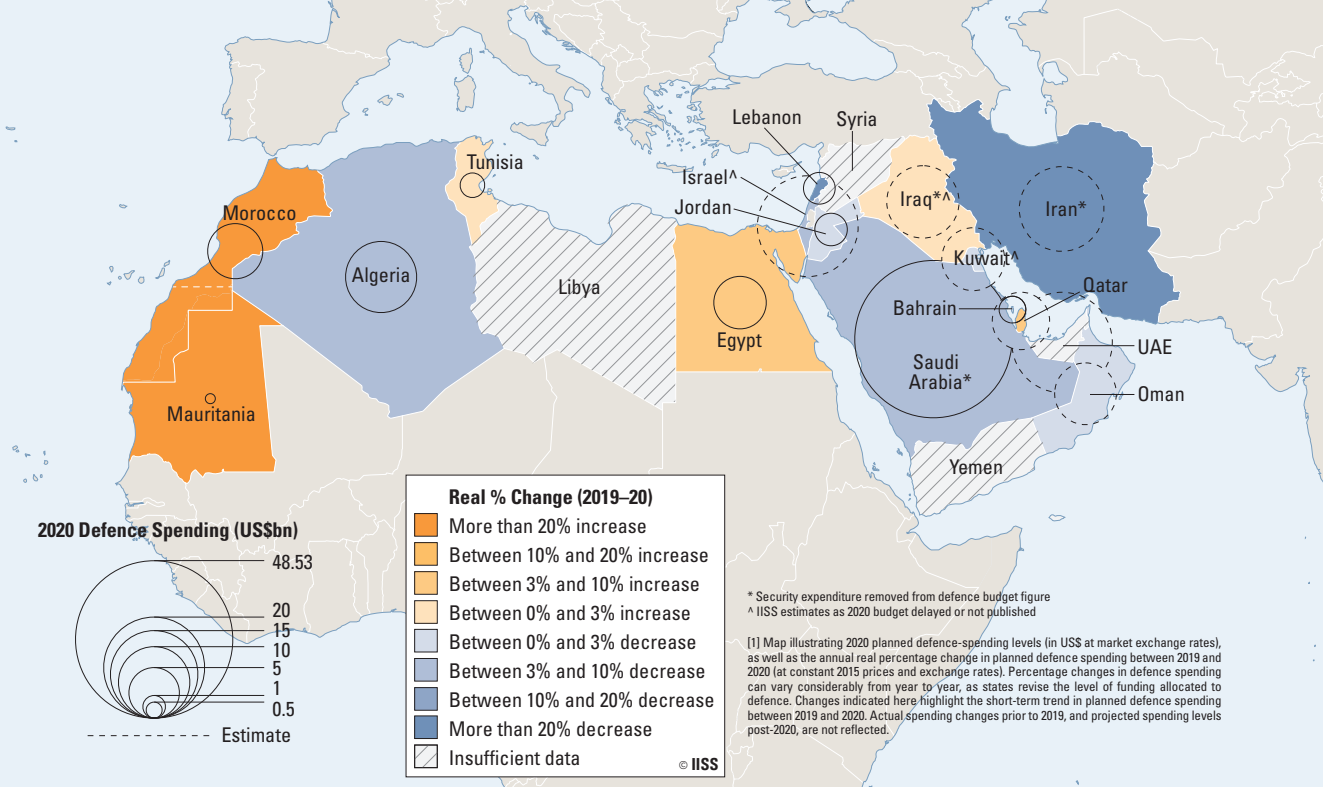 Lebanon
Syria
Tunisia
Israel^
Jordan
Iraq*^
Iran*
Morocco
Algeria
Libya
Kuwait^
Qatar
Bahrain
Egypt
UAE
Saudi
Arabia*
Oman
Mauritania
Yemen
2020 Defence Spending (US$bn)
48.53
20
15
10
5
1
0.5
Estimate
Real % Change (2019–20)
More than 20% increase
Between 10% and 20% increase
Between 3% and 10% increase
Between 0% and 3% increase
Between 0% and 3% decrease
Between 3% and 10% decrease
Between 10% and 20% decrease
More than 20% decrease
Insufficient data
© IISS
* Security expenditure removed from defence budget figure
^ IISS estimates as 2020 budget delayed or not published
[1] Map illustrating 2020 planned defence-spending levels (in US$ at market exchange rates),
as well as the annual real percentage change in planned defence spending between 2019 and
2020 (at constant 2015 prices and exchange rates). Percentage changes in defence spending
can vary considerably from year to year, as states revise the level of funding allocated to
defence. Changes indicated here highlight the short-term trend in planned defence spending
between 2019 and 2020. Actual spending changes prior to 2019, and projected spending levels
post-2020, are not reflected.